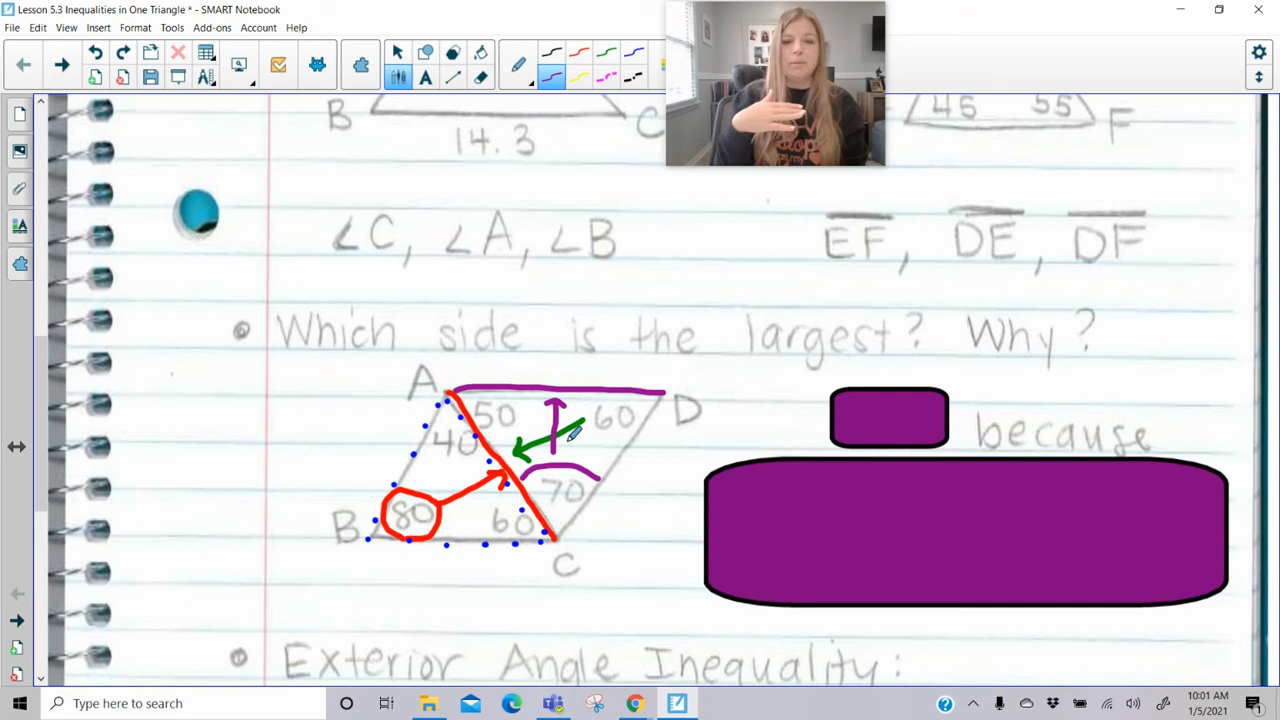 Lesson 5.3 Inequalities in One Triangle * - SMART Notebook
File Edit View Insert Format Tools Add-ons Account Help
B 14.3 C
45 55 F
∠C, ∠A, ∠B
EF, DE, DF
Which side is the largest? Why?
A 50 60 D
40
because
70
B 80 60
C
Exterior Angle Inequality:
Type here to search
10:01 AM
1/5/2021
1